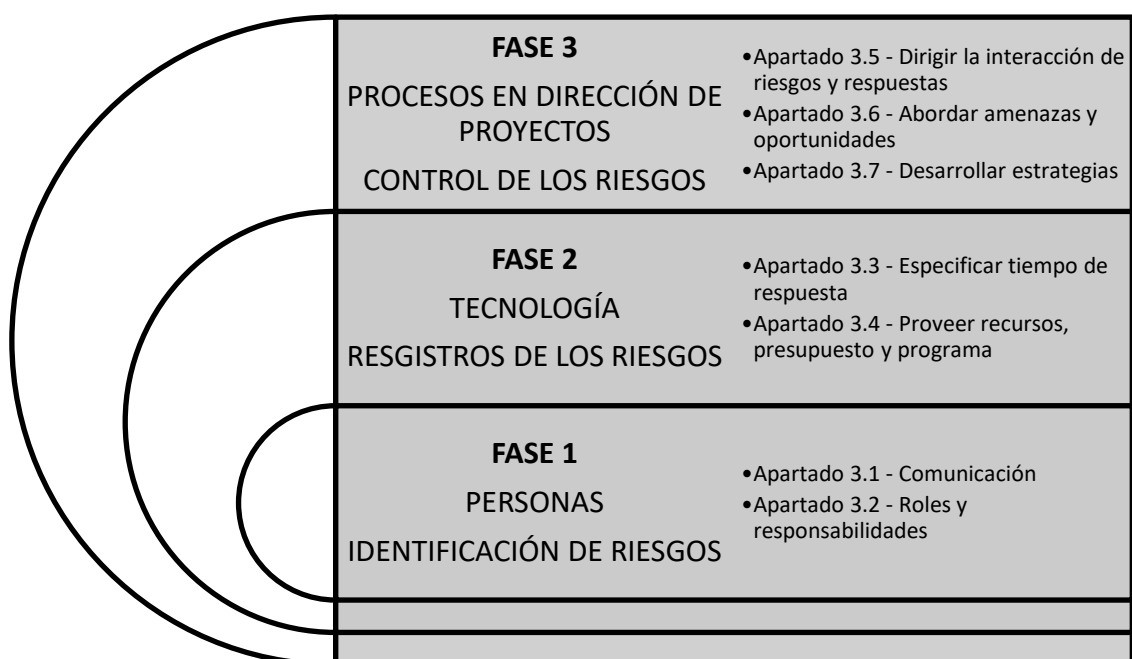 FASE 3
PROCESOS EN DIRECCIÓN DE
PROYECTOS
CONTROL DE LOS RIESGOS
•Apartado 3.5 - Dirigir la interacción de
riesgos y respuestas
•Apartado 3.6 - Abordar amenazas y
oportunidades
•Apartado 3.7 - Desarrollar estrategias
FASE 2
TECNOLOGÍA
RESGISTROS DE LOS RIESGOS
•Apartado 3.3 - Especificar tiempo de
respuesta
•Apartado 3.4 - Proveer recursos,
presupuesto y programa
FASE 1
PERSONAS
IDENTIFICACIÓN DE RIESGOS
•Apartado 3.1 - Comunicación
•Apartado 3.2 - Roles y
responsabilidades